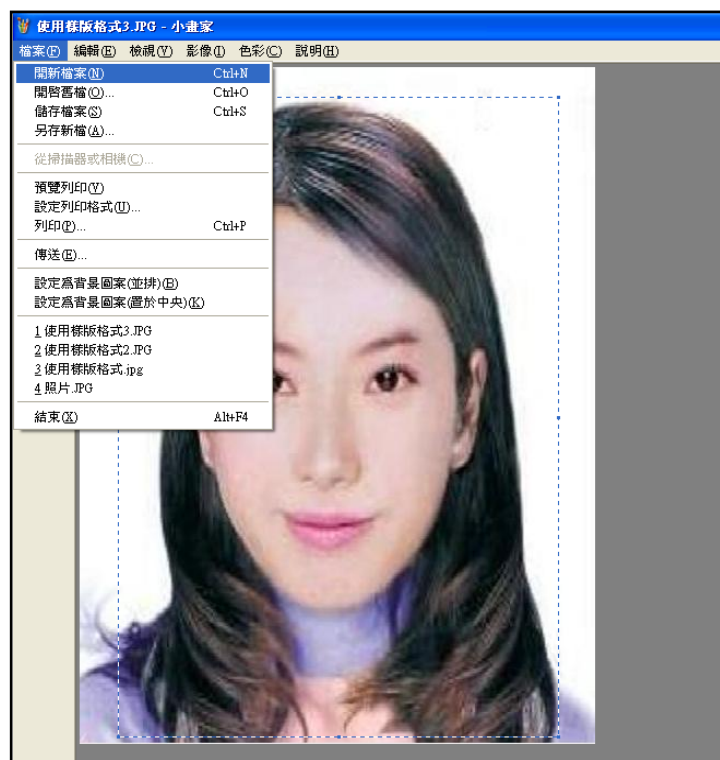 使用樣版格式3.JPG - 小畫家
檔案(F) 編輯(E) 檢視(V) 影像(I) 色彩(C) 說明(H)
開新檔案(N) Ctrl+N
開啓舊檔(O)... Ctrl+O
儲存檔案(S) Ctrl+S
另存新檔(A)...
從掃描器或相機(C)...
預覽列印(V)
設定列印格式(U)...
列印(P)... Ctrl+P
傳送(E)...
設定爲背景圖案(並排)(B)
設定爲背景圖案(置於中央)(K)
1 使用樣版格式3.JPG
2 使用樣版格式2.JPG
3 使用樣版格式.jpg
4 照片.JPG
結束(X) Alt+F4